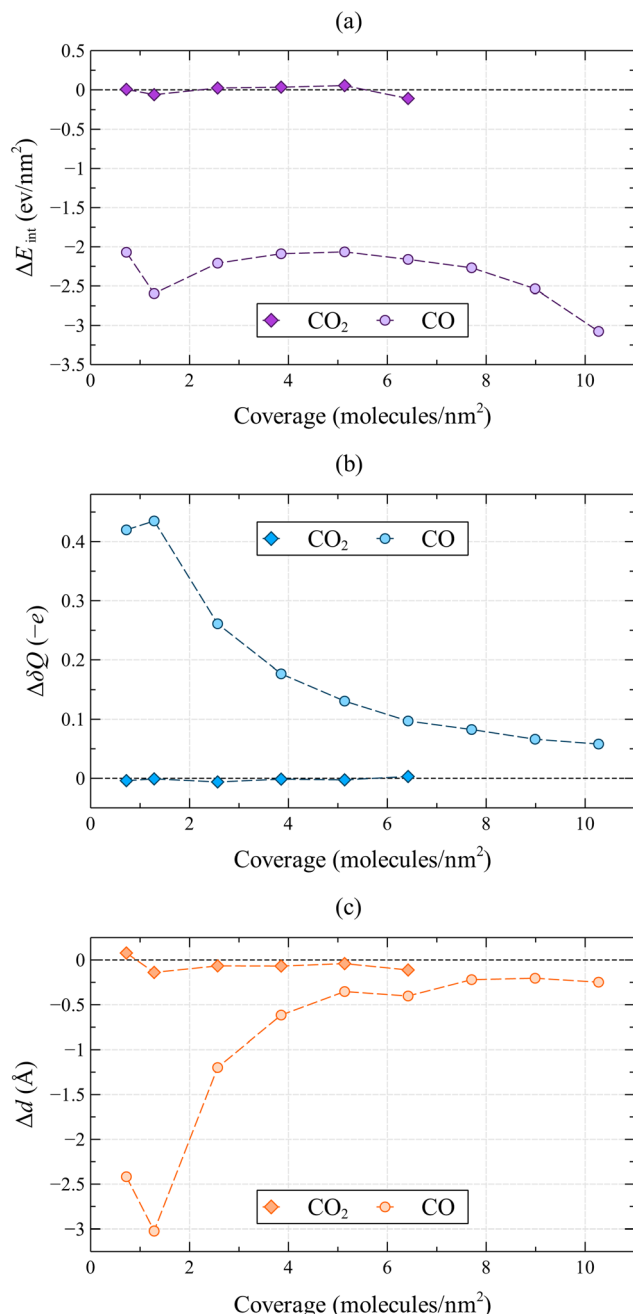 (a)
0.5
0
−0.5
−1
−1.5
−2
−2.5
−3
−3.5
ΔE_int (ev/nm²)
CO₂ CO
0 2 4 6 8 10
Coverage (molecules/nm²)
(b)
0.4
0.3
0.2
0.1
0
ΔδQ (−e)
CO₂ CO
0 2 4 6 8 10
Coverage (molecules/nm²)
(c)
0
−0.5
−1
−1.5
−2
−2.5
−3
Δd (Å)
CO₂ CO
0 2 4 6 8 10
Coverage (molecules/nm²)